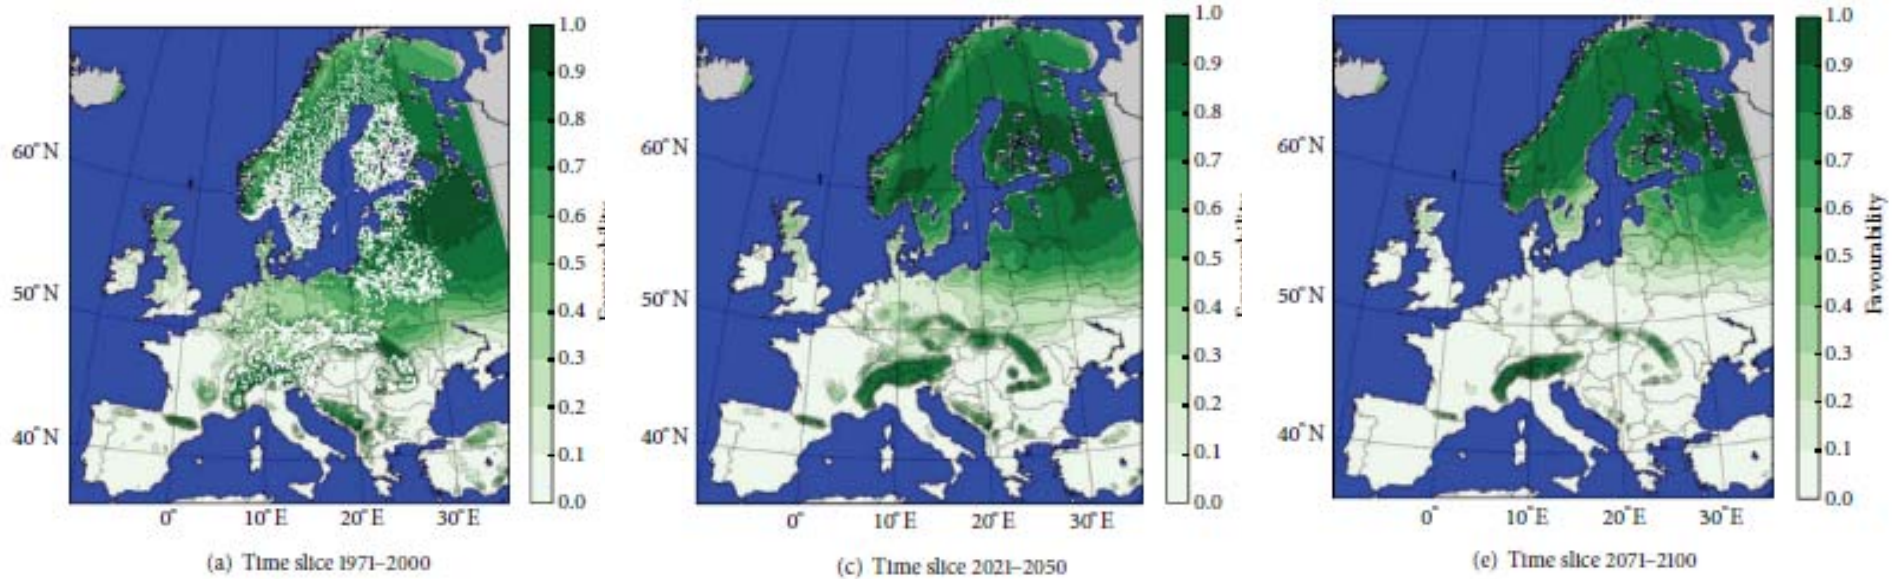 60°N
50°N
40°N
0°
10°E
20°E
30°E
1.0
0.9
0.8
0.7
0.6
0.5
0.4
0.3
0.2
0.1
0.0
(a) Time slice 1971–2000
60°N
50°N
40°N
0°
10°E
20°E
30°E
1.0
0.9
0.8
0.7
0.6
0.5
0.4
0.3
0.2
0.1
0.0
(c) Time slice 2021–2050
60°N
50°N
40°N
0°
10°E
20°E
30°E
1.0
0.9
0.8
0.7
0.6
0.5
0.4
0.3
0.2
0.1
0.0
Favourability
(e) Time slice 2071–2100